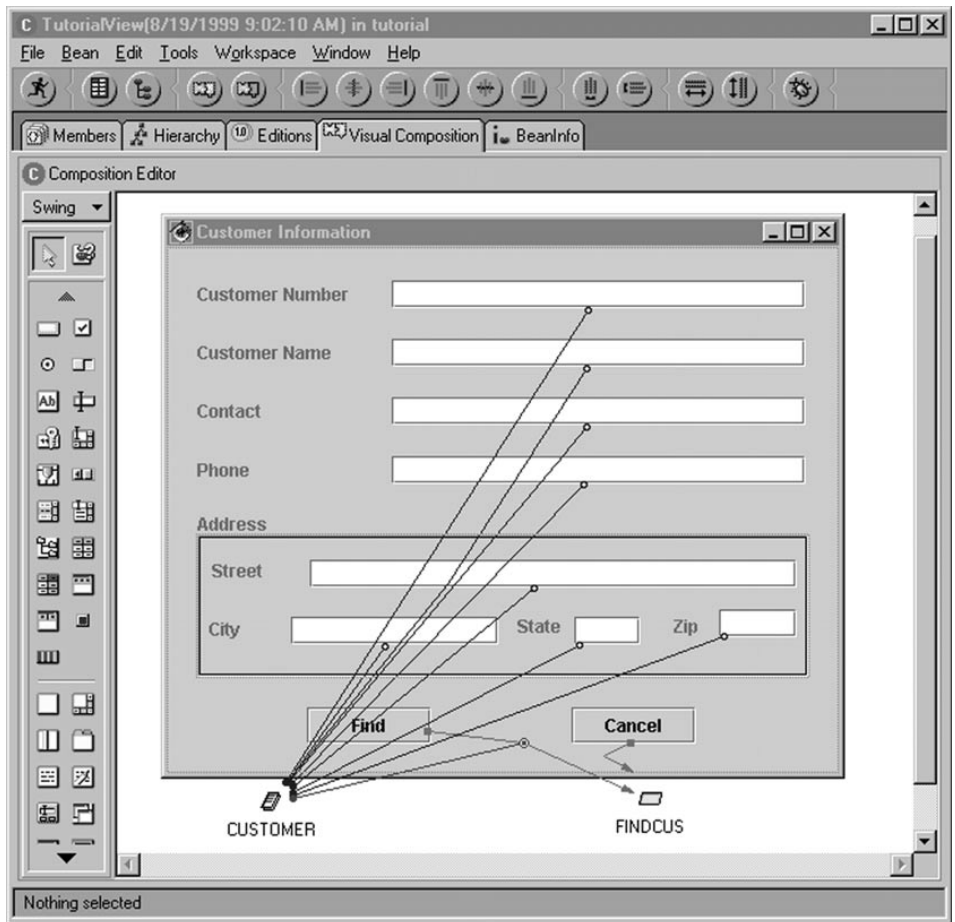 TutorialView(8/19/1999 9:02:10 AM) in tutorial
File Bean Edit Tools Workspace Window Help
Members Hierarchy Editions Visual Composition BeanInfo
Composition Editor
Swing
Customer Information
Customer Number
Customer Name
Contact
Phone
Address
Street
City State Zip
Find Cancel
CUSTOMER FINDCUS
Nothing selected